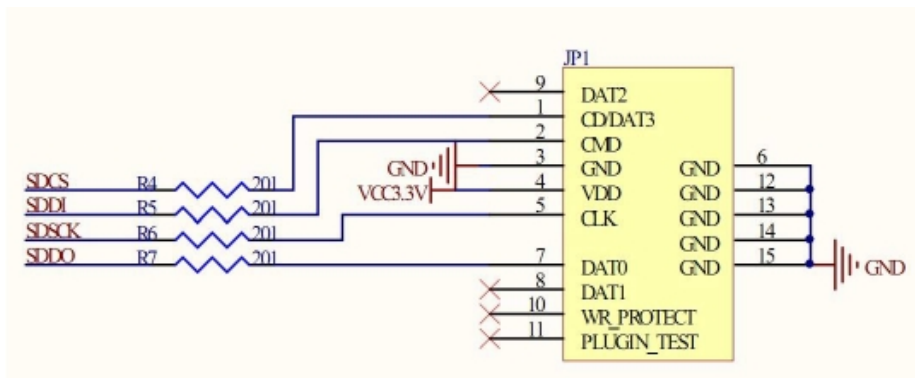 JP1
9 DAT2
1 CD/DAT3
2 CMD
GND 3 GND GND 6
VCC3.3V 4 VDD GND 12
SDCS R4 201
SDDI R5 201 5 CLK GND 13
SDSCK R6 201 GND 14
SDDO R7 201 7 DAT0 GND 15 GND
8 DAT1
10 WR_PROTECT
11 PLUGIN_TEST